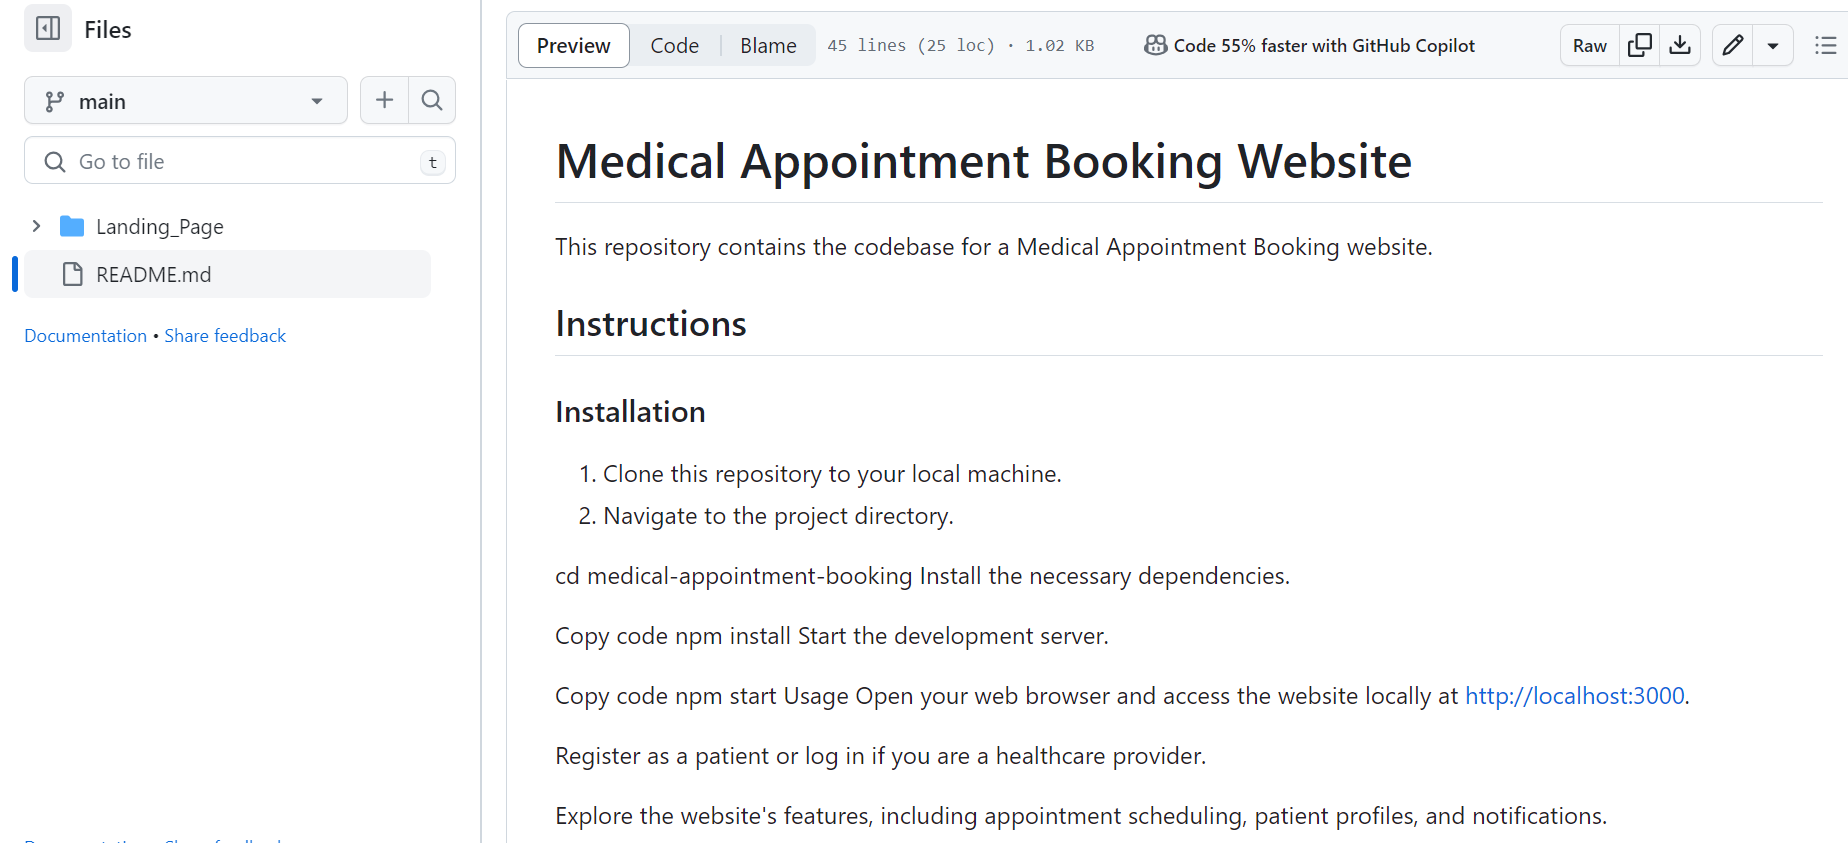 Files
main
Go to file
t
Landing_Page
README.md
Documentation • Share feedback
Preview
Code
Blame
45 lines (25 loc) · 1.02 KB
Code 55% faster with GitHub Copilot
Raw
Medical Appointment Booking Website
This repository contains the codebase for a Medical Appointment Booking website.
Instructions
Installation
1. Clone this repository to your local machine.
2. Navigate to the project directory.
cd medical-appointment-booking Install the necessary dependencies.
Copy code npm install Start the development server.
Copy code npm start Usage Open your web browser and access the website locally at http://localhost:3000.
Register as a patient or log in if you are a healthcare provider.
Explore the website's features, including appointment scheduling, patient profiles, and notifications.